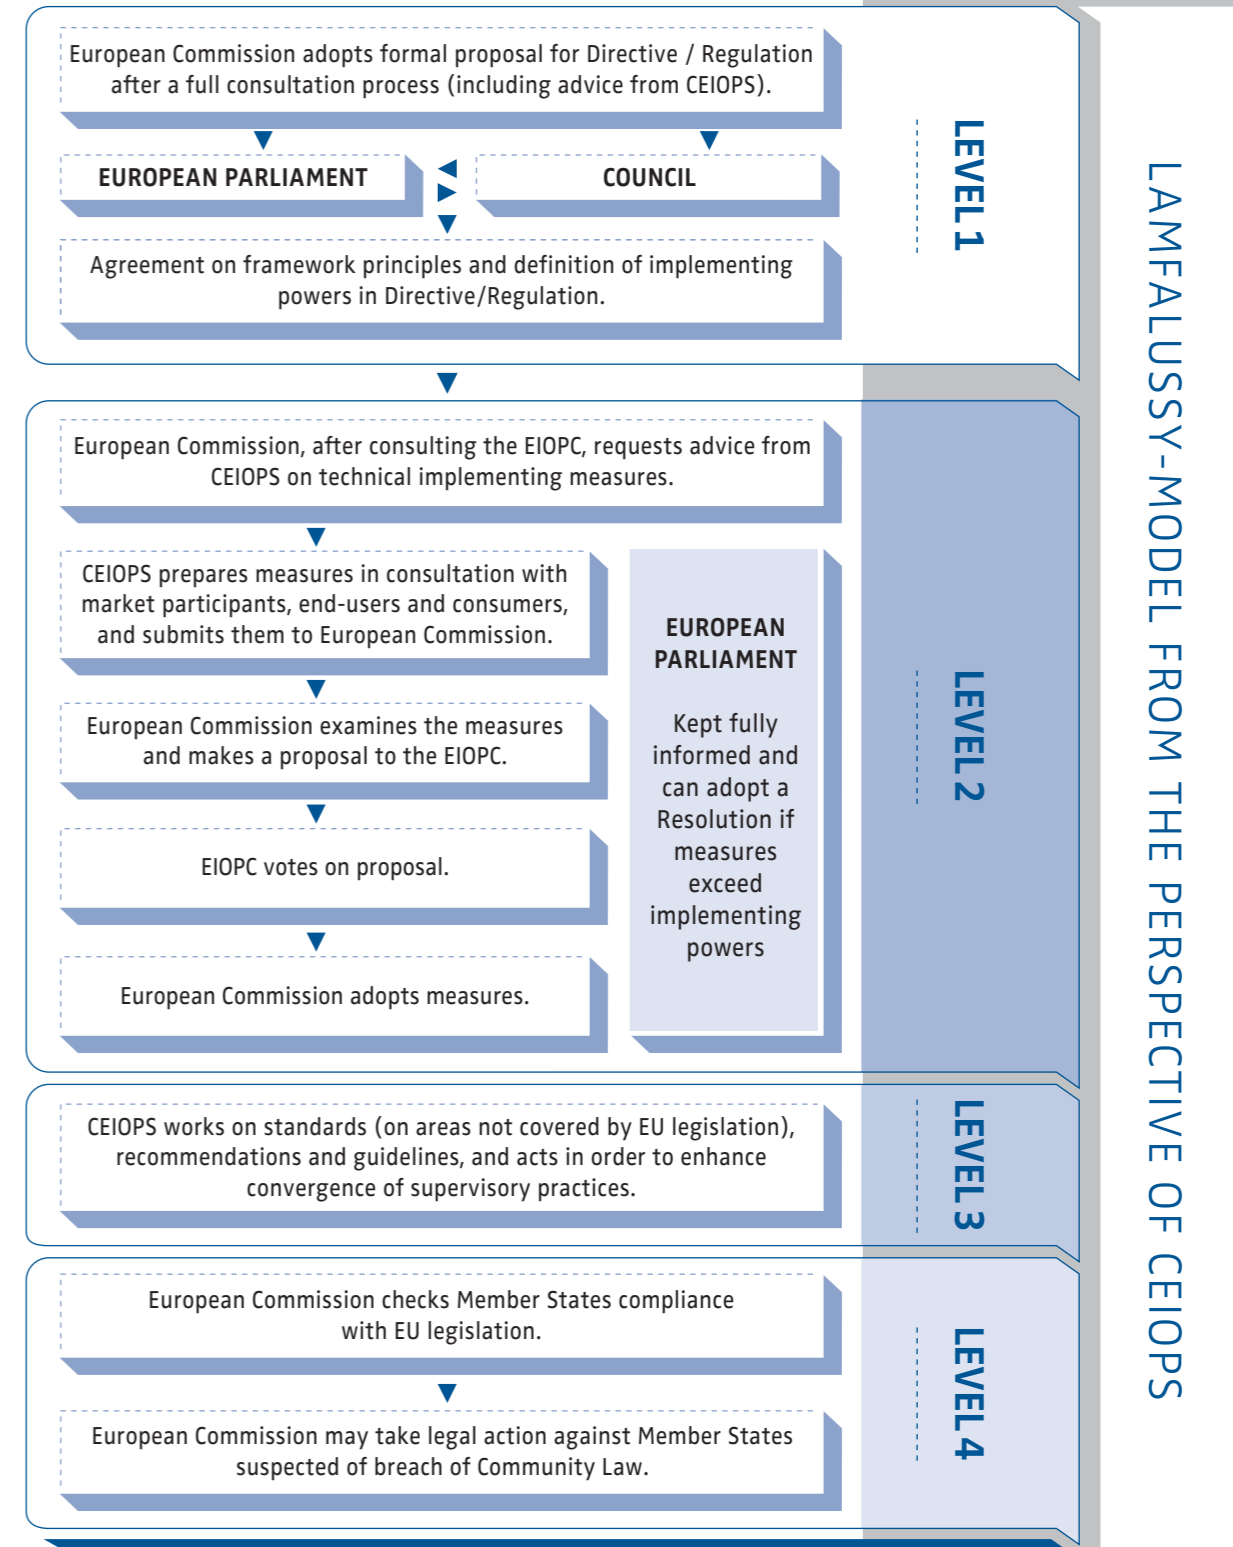 European Commission adopts formal proposal for Directive / Regulation
after a full consultation process (including advice from CEIOPS).
EUROPEAN PARLIAMENT
COUNCIL
Agreement on framework principles and definition of implementing
powers in Directive/Regulation.
LEVEL 1
European Commission, after consulting the EIOPC, requests advice from
CEIOPS on technical implementing measures.
CEIOPS prepares measures in consultation with
market participants, end-users and consumers,
and submits them to European Commission.
European Commission examines the measures
and makes a proposal to the EIOPC.
EIOPC votes on proposal.
European Commission adopts measures.
EUROPEAN
PARLIAMENT
Kept fully
informed and
can adopt a
Resolution if
measures
exceed
implementing
powers
LEVEL 2
CEIOPS works on standards (on areas not covered by EU legislation),
recommendations and guidelines, and acts in order to enhance
convergence of supervisory practices.
LEVEL 3
European Commission checks Member States compliance
with EU legislation.
European Commission may take legal action against Member States
suspected of breach of Community Law.
LEVEL 4
LAMFALUSSY-MODEL FROM THE PERSPECTIVE OF CEIOPS